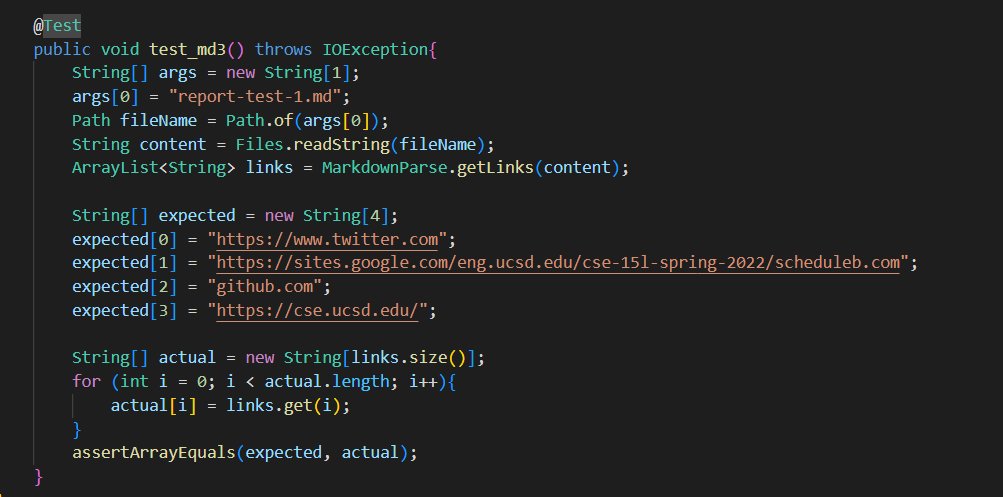 @Test
public void test_md3() throws IOException{
    String[] args = new String[1];
    args[0] = "report-test-1.md";
    Path fileName = Path.of(args[0]);
    String content = Files.readString(fileName);
    ArrayList<String> links = MarkdownParse.getLinks(content);

    String[] expected = new String[4];
    expected[0] = "https://www.twitter.com";
    expected[1] = "https://sites.google.com/eng.ucsd.edu/cse-15l-spring-2022/scheduleb.com";
    expected[2] = "github.com";
    expected[3] = "https://cse.ucsd.edu/";

    String[] actual = new String[links.size()];
    for (int i = 0; i < actual.length; i++){
        actual[i] = links.get(i);
    }
    assertArrayEquals(expected, actual);
}